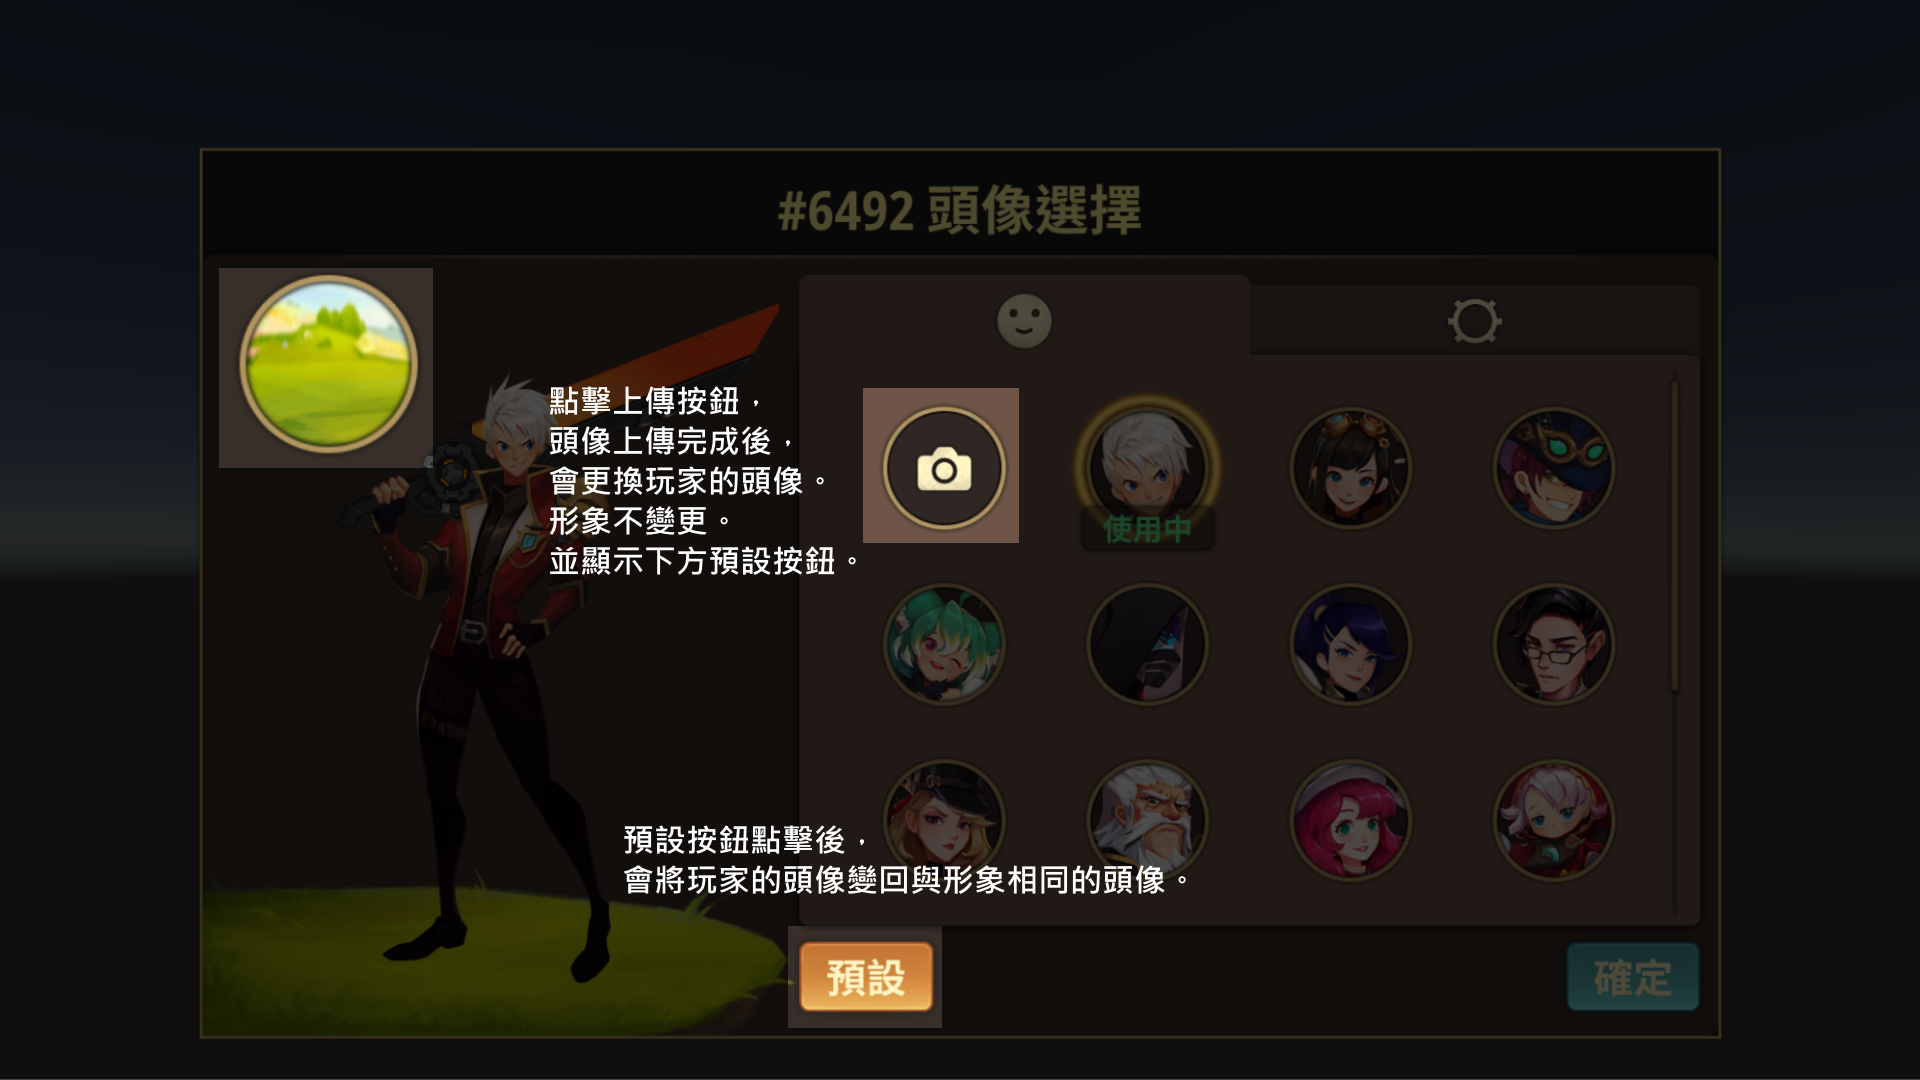 #6492 頭像選擇
點擊上傳按鈕，
頭像上傳完成後，
會更換玩家的頭像。
形象不變更。
並顯示下方預設按鈕。
使用中
預設按鈕點擊後，
會將玩家的頭像變回與形象相同的頭像。
預設
確定